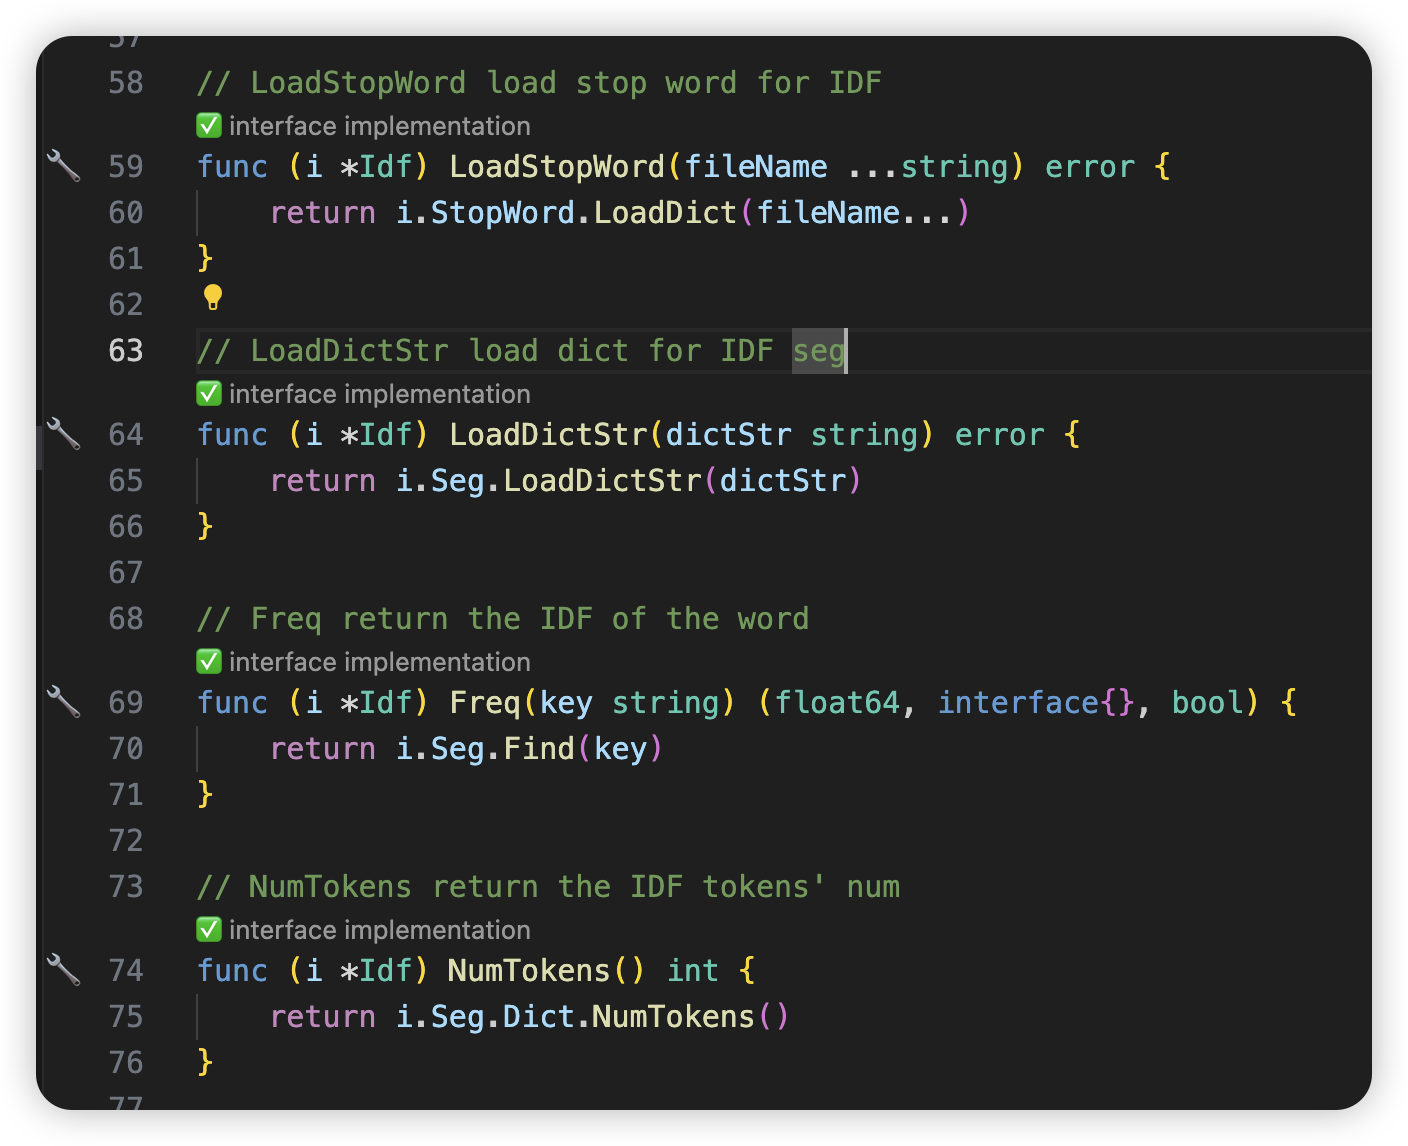 57
58 // LoadStopWord load stop word for IDF
✅ interface implementation
59 func (i *Idf) LoadStopWord(fileName ...string) error {
60     return i.StopWord.LoadDict(fileName...)
61 }
62
63 // LoadDictStr load dict for IDF seg
✅ interface implementation
64 func (i *Idf) LoadDictStr(dictStr string) error {
65     return i.Seg.LoadDictStr(dictStr)
66 }
67
68 // Freq return the IDF of the word
✅ interface implementation
69 func (i *Idf) Freq(key string) (float64, interface{}, bool) {
70     return i.Seg.Find(key)
71 }
72
73 // NumTokens return the IDF tokens' num
✅ interface implementation
74 func (i *Idf) NumTokens() int {
75     return i.Seg.Dict.NumTokens()
76 }
77